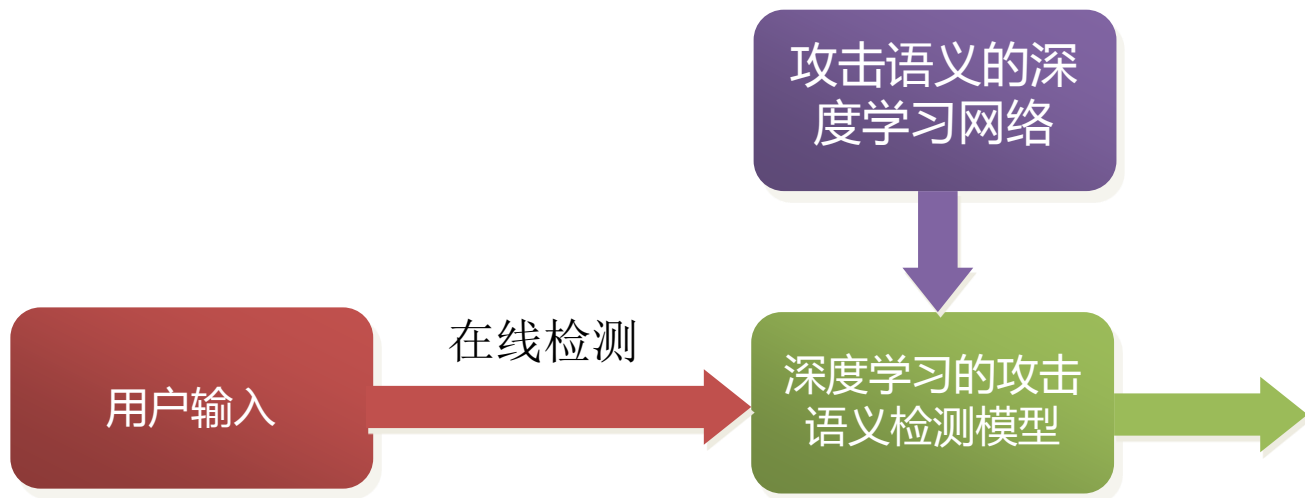 攻击语义的深
度学习网络
在线检测
用户输入
深度学习的攻击
语义检测模型